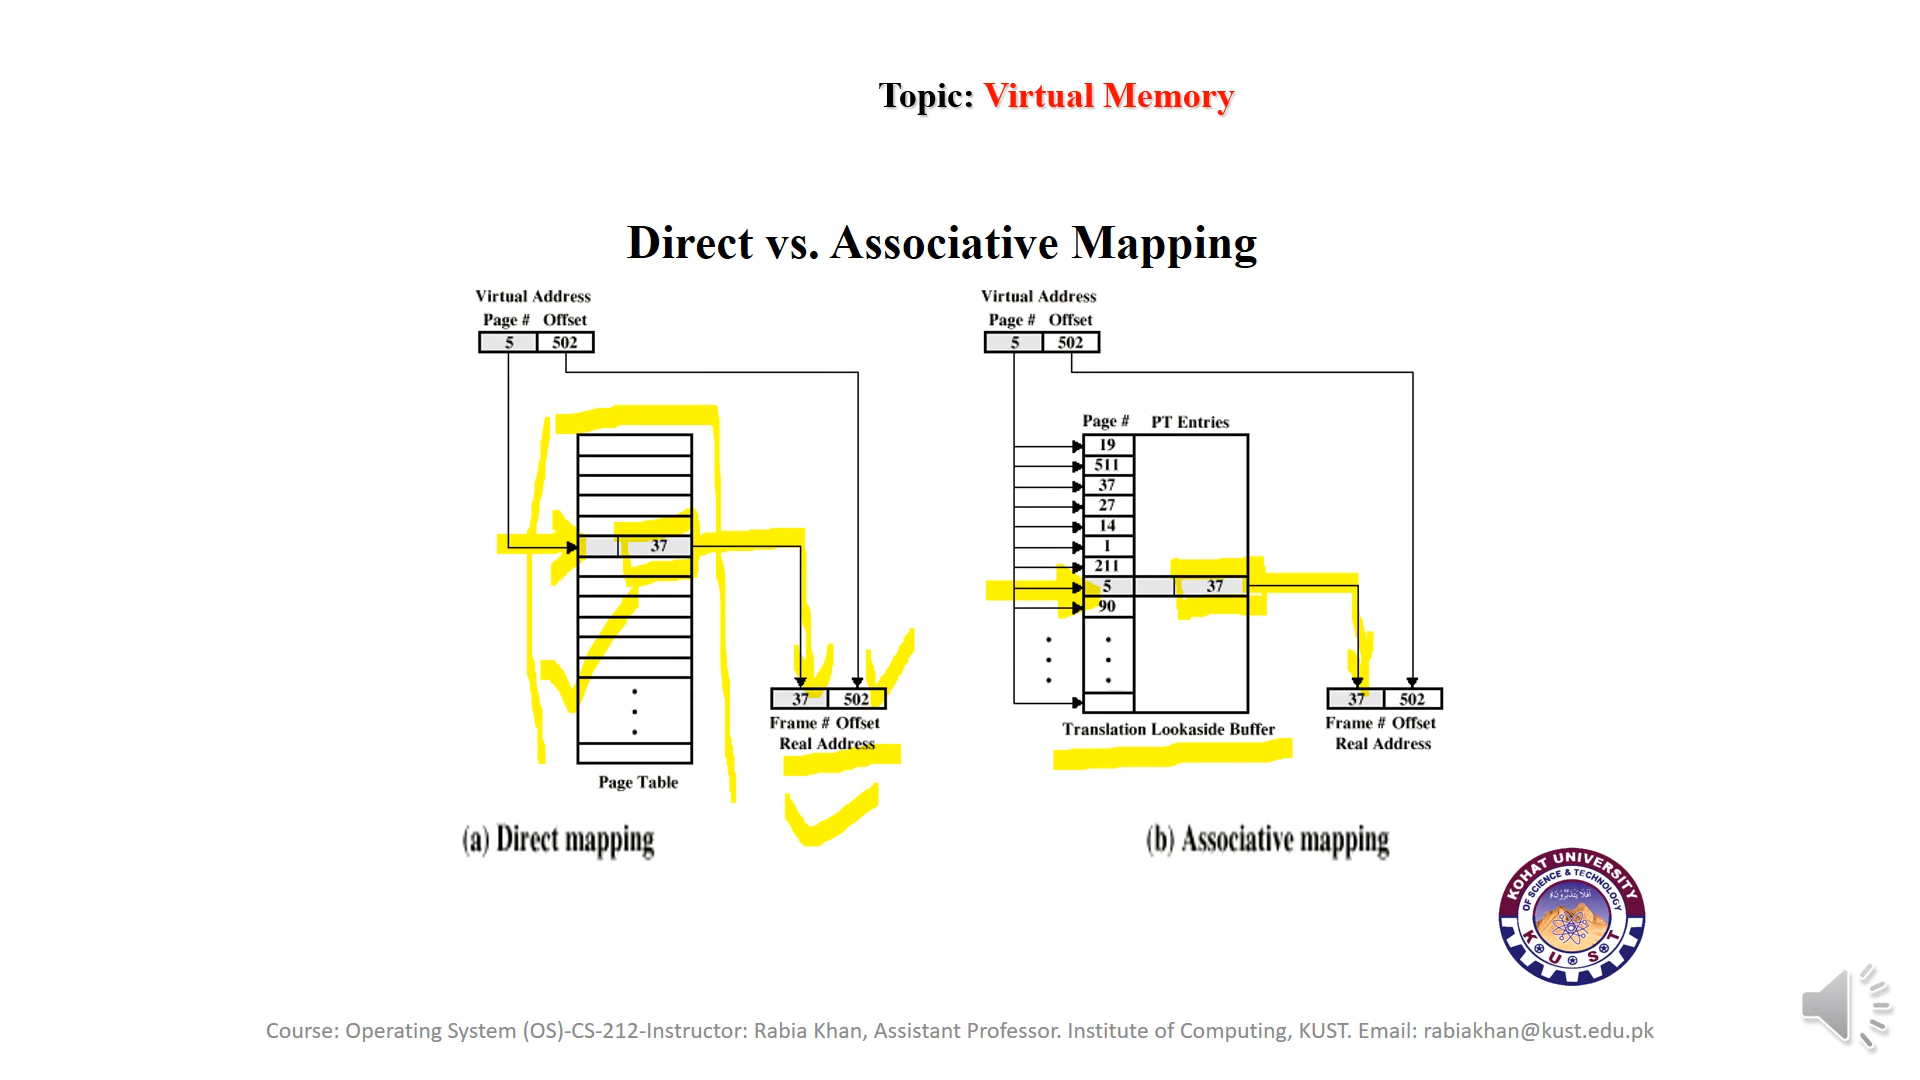 Topic: Virtual Memory
Direct vs. Associative Mapping
Virtual Address
Page # Offset
5 502
37
37 502
Frame # Offset
Real Address
Page Table
(a) Direct mapping
Virtual Address
Page # Offset
5 502
Page # PT Entries
19
511
37
27
14
1
211
5 37
90
Translation Lookaside Buffer
37 502
Frame # Offset
Real Address
(b) Associative mapping
KOHAT UNIVERSITY
OF SCIENCE & TECHNOLOGY
K U S T
Course: Operating System (OS)-CS-212-Instructor: Rabia Khan, Assistant Professor. Institute of Computing, KUST. Email: rabiakhan@kust.edu.pk